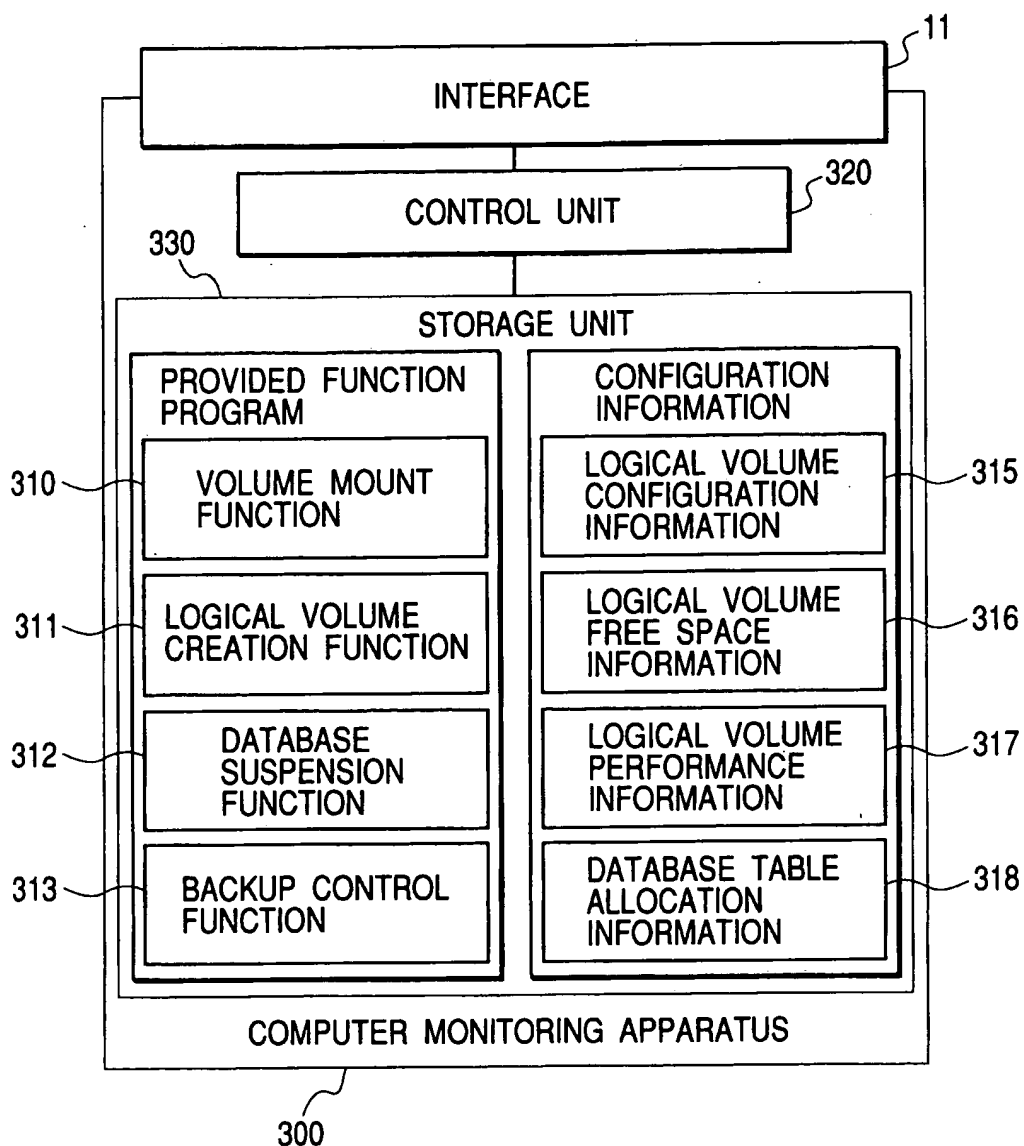 11
INTERFACE
320
CONTROL UNIT
330
STORAGE UNIT
PROVIDED FUNCTION
PROGRAM
310
VOLUME MOUNT
FUNCTION
311
LOGICAL VOLUME
CREATION FUNCTION
312
DATABASE
SUSPENSION
FUNCTION
313
BACKUP CONTROL
FUNCTION
CONFIGURATION
INFORMATION
LOGICAL VOLUME
CONFIGURATION
INFORMATION
315
LOGICAL VOLUME
FREE SPACE
INFORMATION
316
LOGICAL VOLUME
PERFORMANCE
INFORMATION
317
DATABASE TABLE
ALLOCATION
INFORMATION
318
COMPUTER MONITORING APPARATUS
300